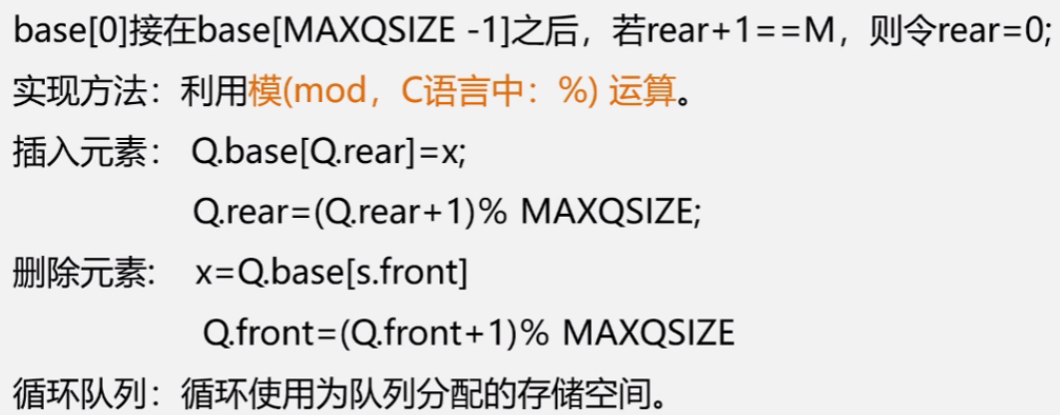 base[0]接在base[MAXQSIZE -1]之后，若rear+1==M，则令rear=0;
实现方法：利用模(mod，C语言中：%) 运算。
插入元素： Q.base[Q.rear]=x;
Q.rear=(Q.rear+1)% MAXQSIZE;
删除元素: x=Q.base[s.front]
Q.front=(Q.front+1)% MAXQSIZE
循环队列：循环使用为队列分配的存储空间。